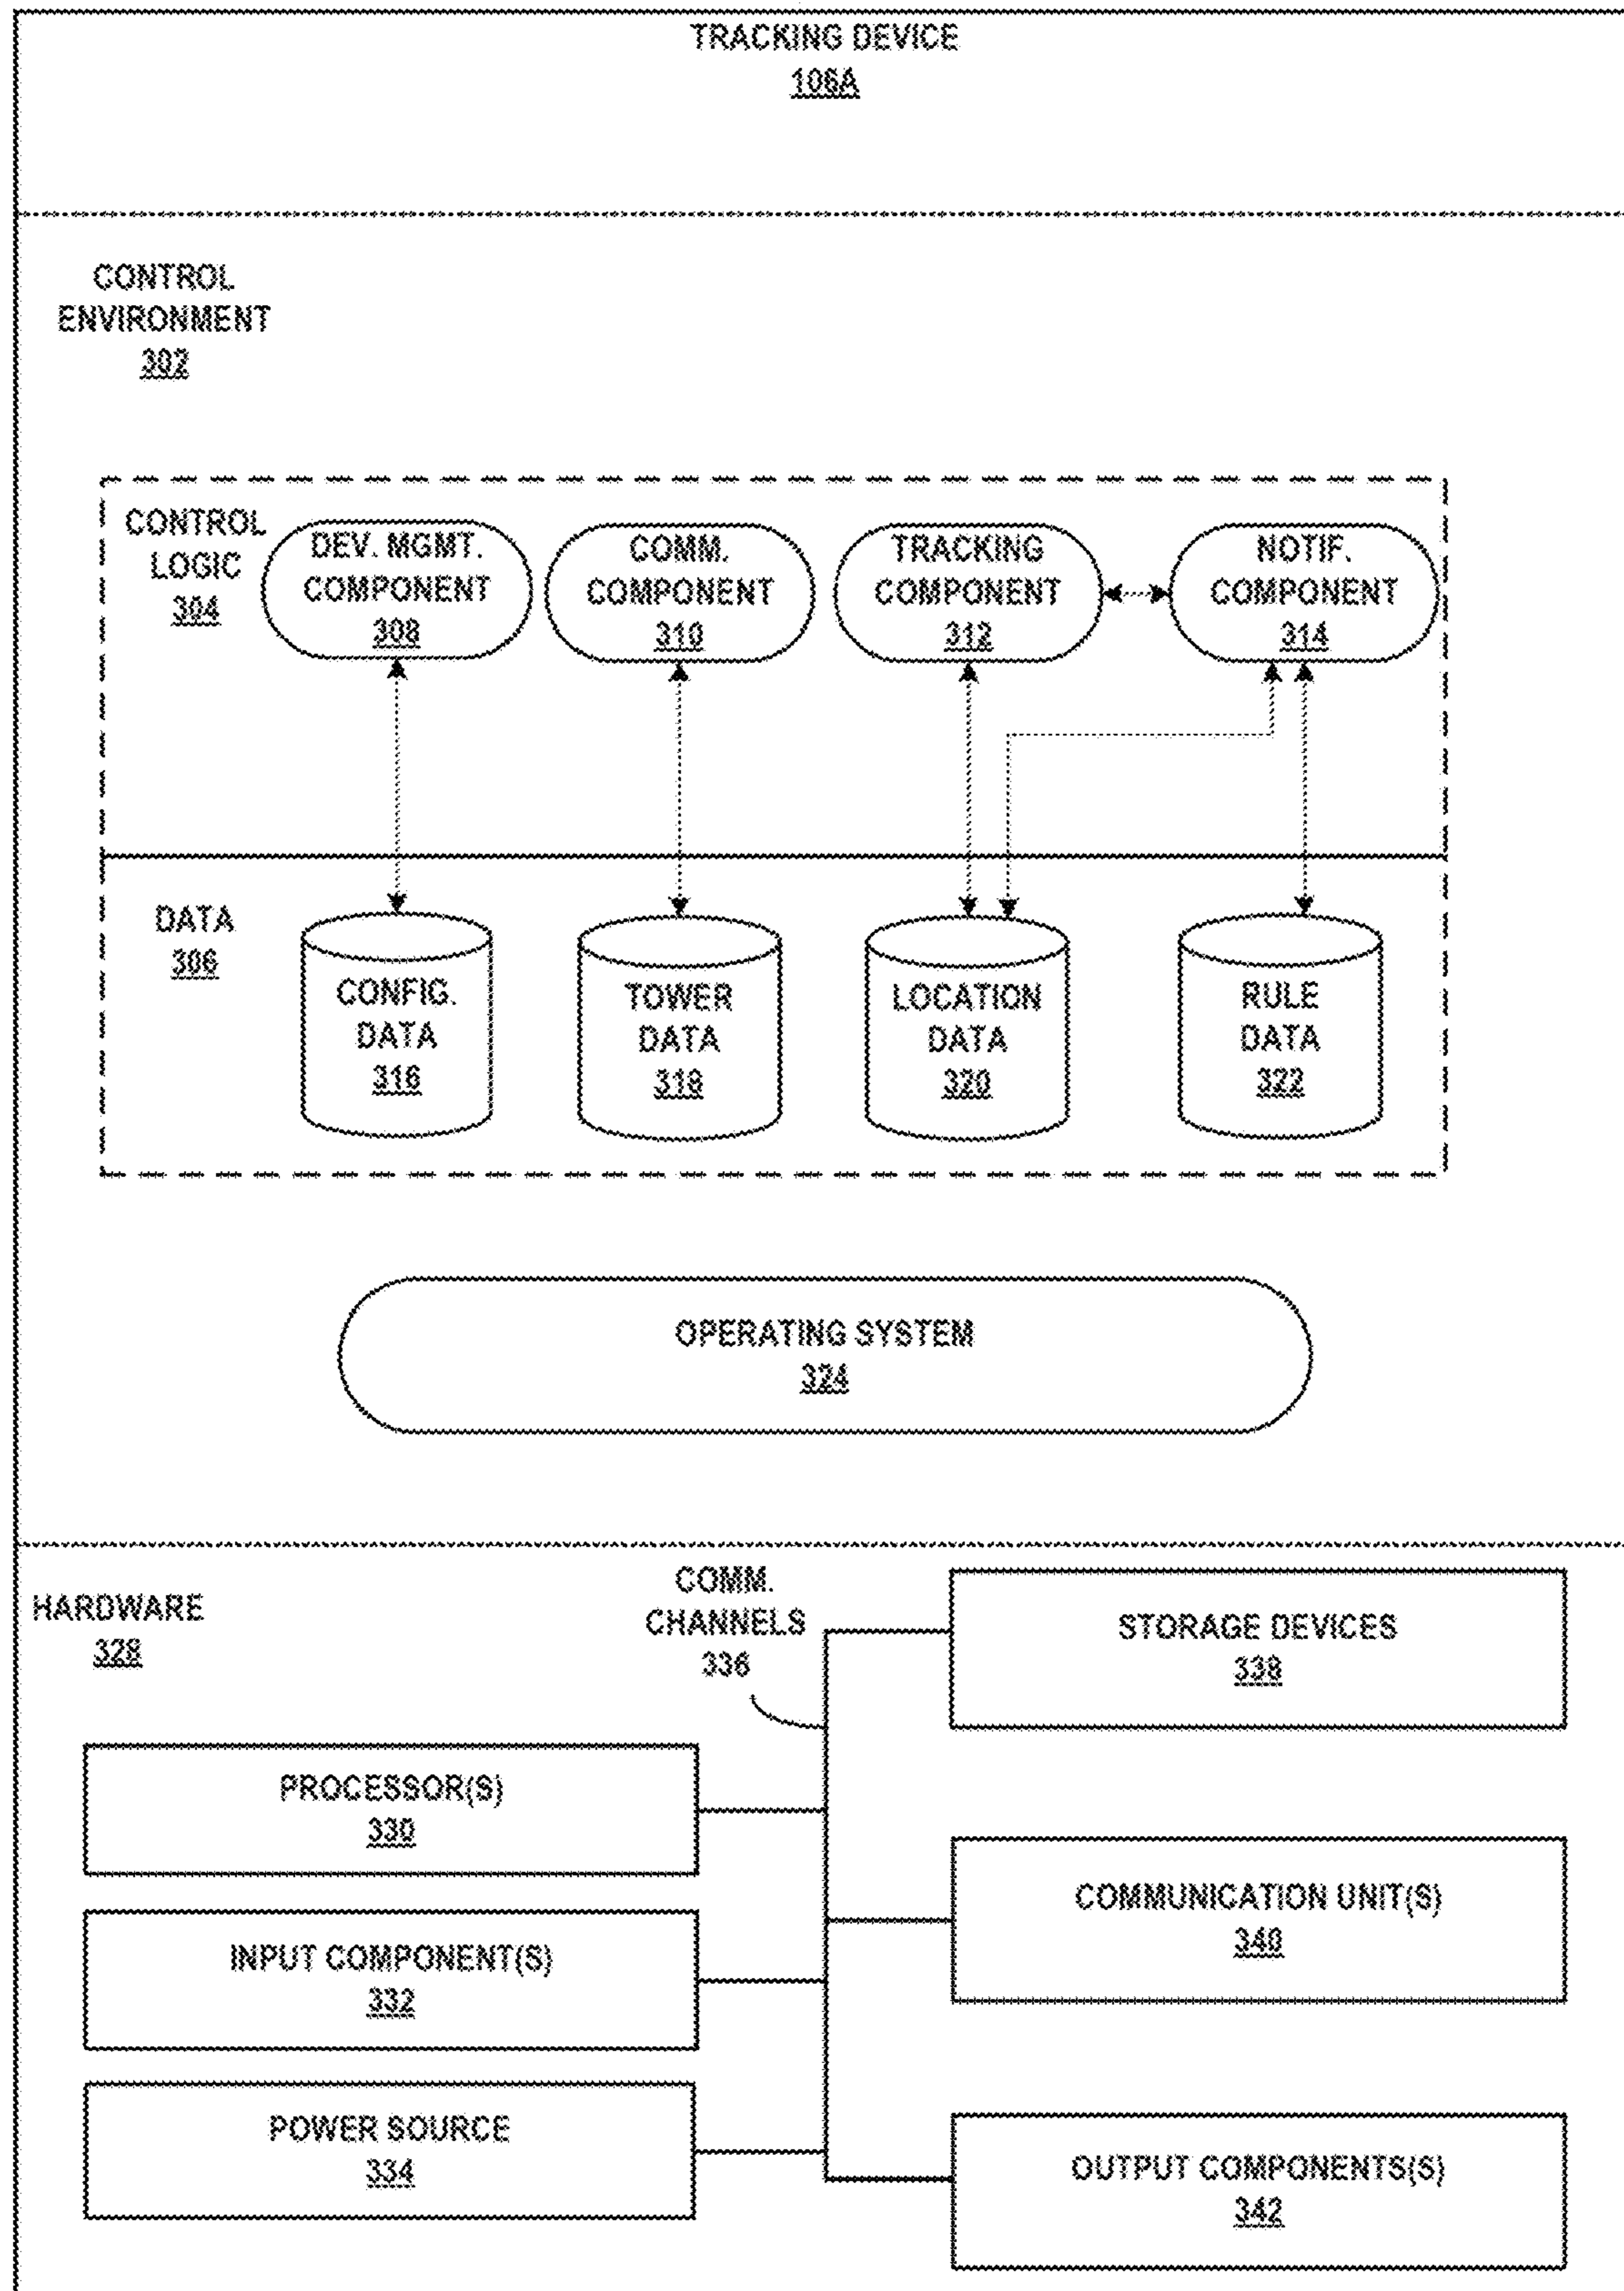 TRACKING DEVICE
106A
CONTROL
ENVIRONMENT
302
CONTROL
LOGIC
304
DEV. MGMT.
COMPONENT
308
COMM.
COMPONENT
310
TRACKING
COMPONENT
312
NOTIF.
COMPONENT
314
DATA
306
CONFIG.
DATA
316
TOWER
DATA
318
LOCATION
DATA
320
RULE
DATA
322
OPERATING SYSTEM
324
HARDWARE
328
COMM.
CHANNELS
336
STORAGE DEVICES
338
PROCESSOR(S)
330
COMMUNICATION UNIT(S)
340
INPUT COMPONENT(S)
332
POWER SOURCE
334
OUTPUT COMPONENTS(S)
342